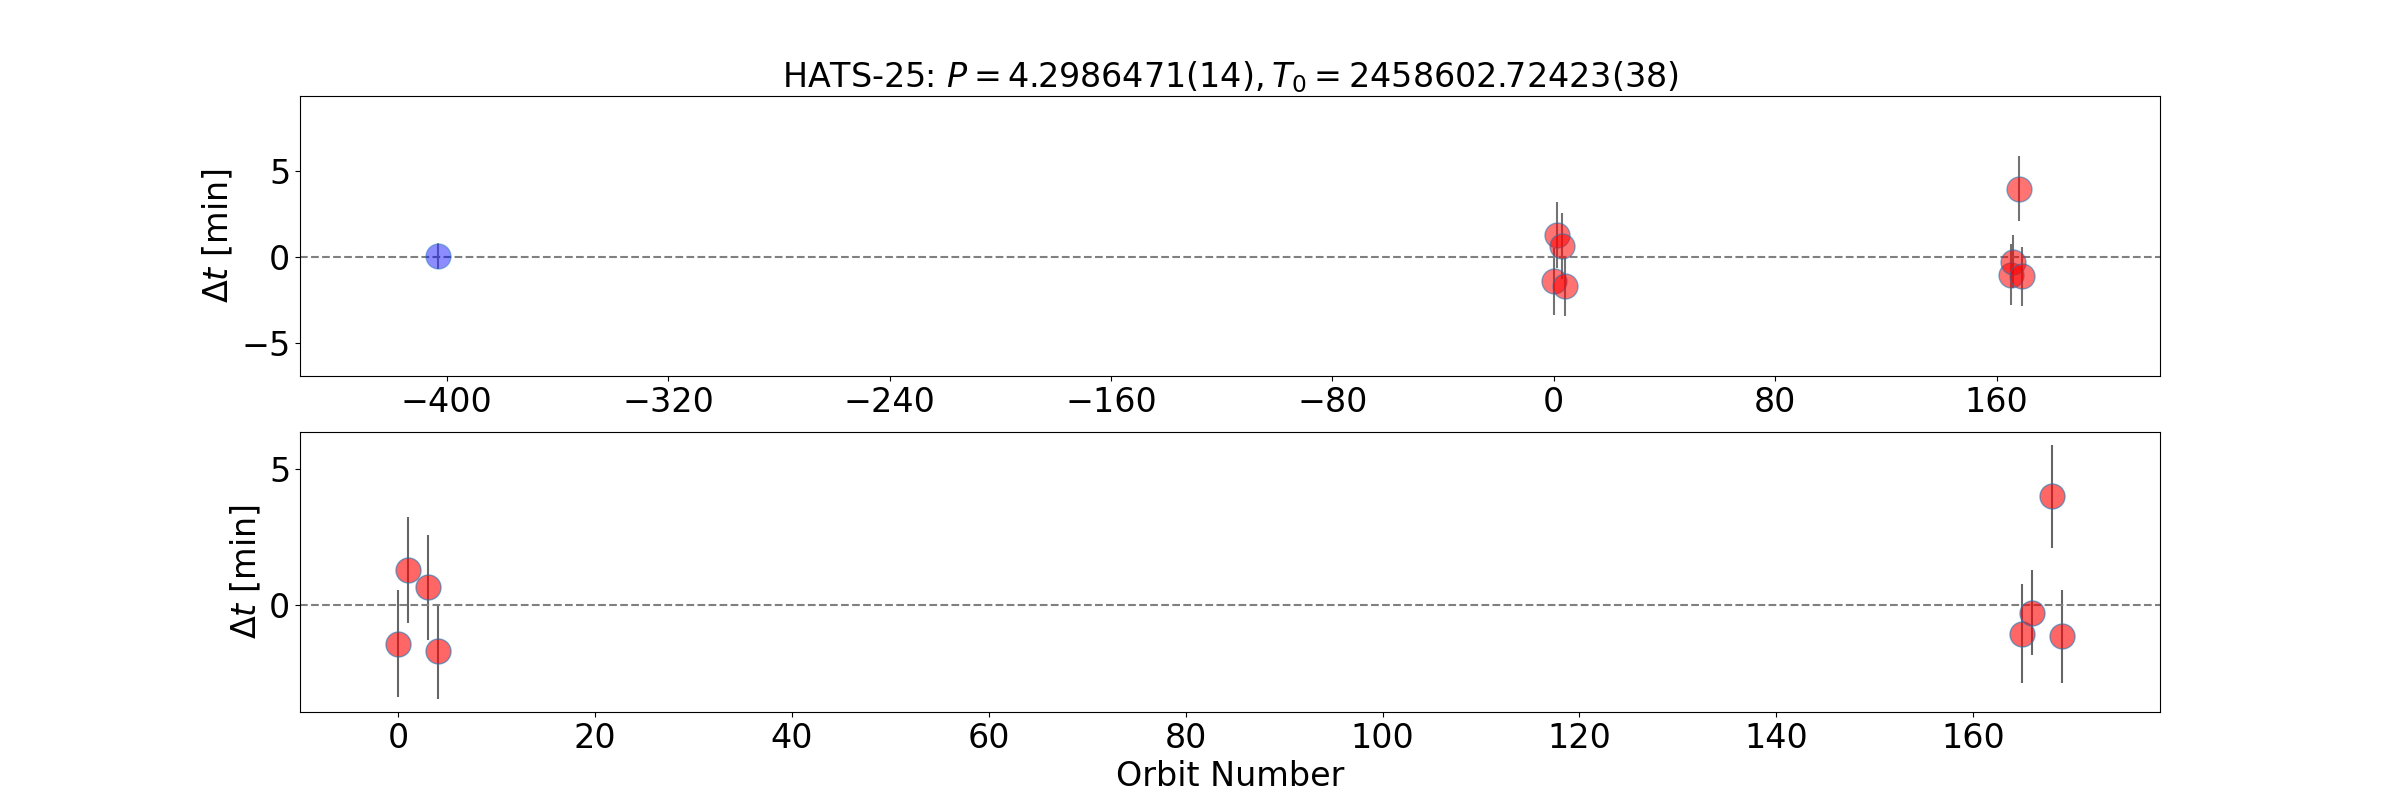 HATS-25: P = 4.2986471(14), T₀ = 2458602.72423(38)
Δt [min]
5
0
−5
−400 −320 −240 −160 −80 0 80 160
Δt [min]
5
0
0 20 40 60 80 100 120 140 160
Orbit Number